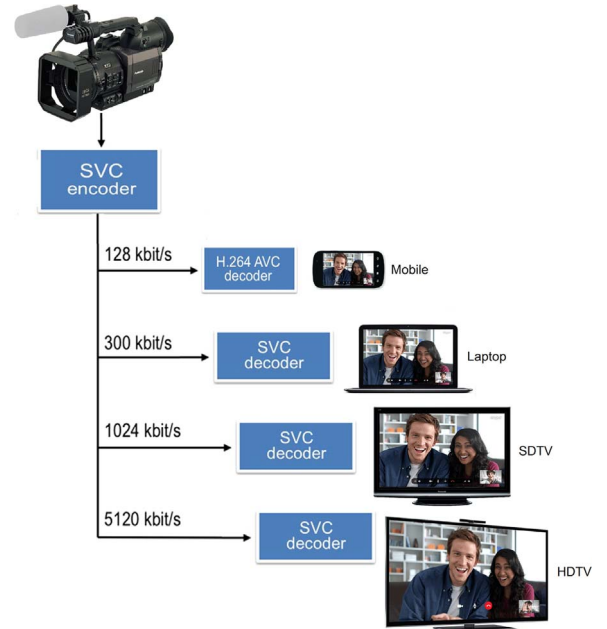 SVC
encoder
128 kbit/s
H.264 AVC
decoder
Mobile
300 kbit/s
SVC
decoder
Laptop
1024 kbit/s
SVC
decoder
SDTV
5120 kbit/s
SVC
decoder
HDTV